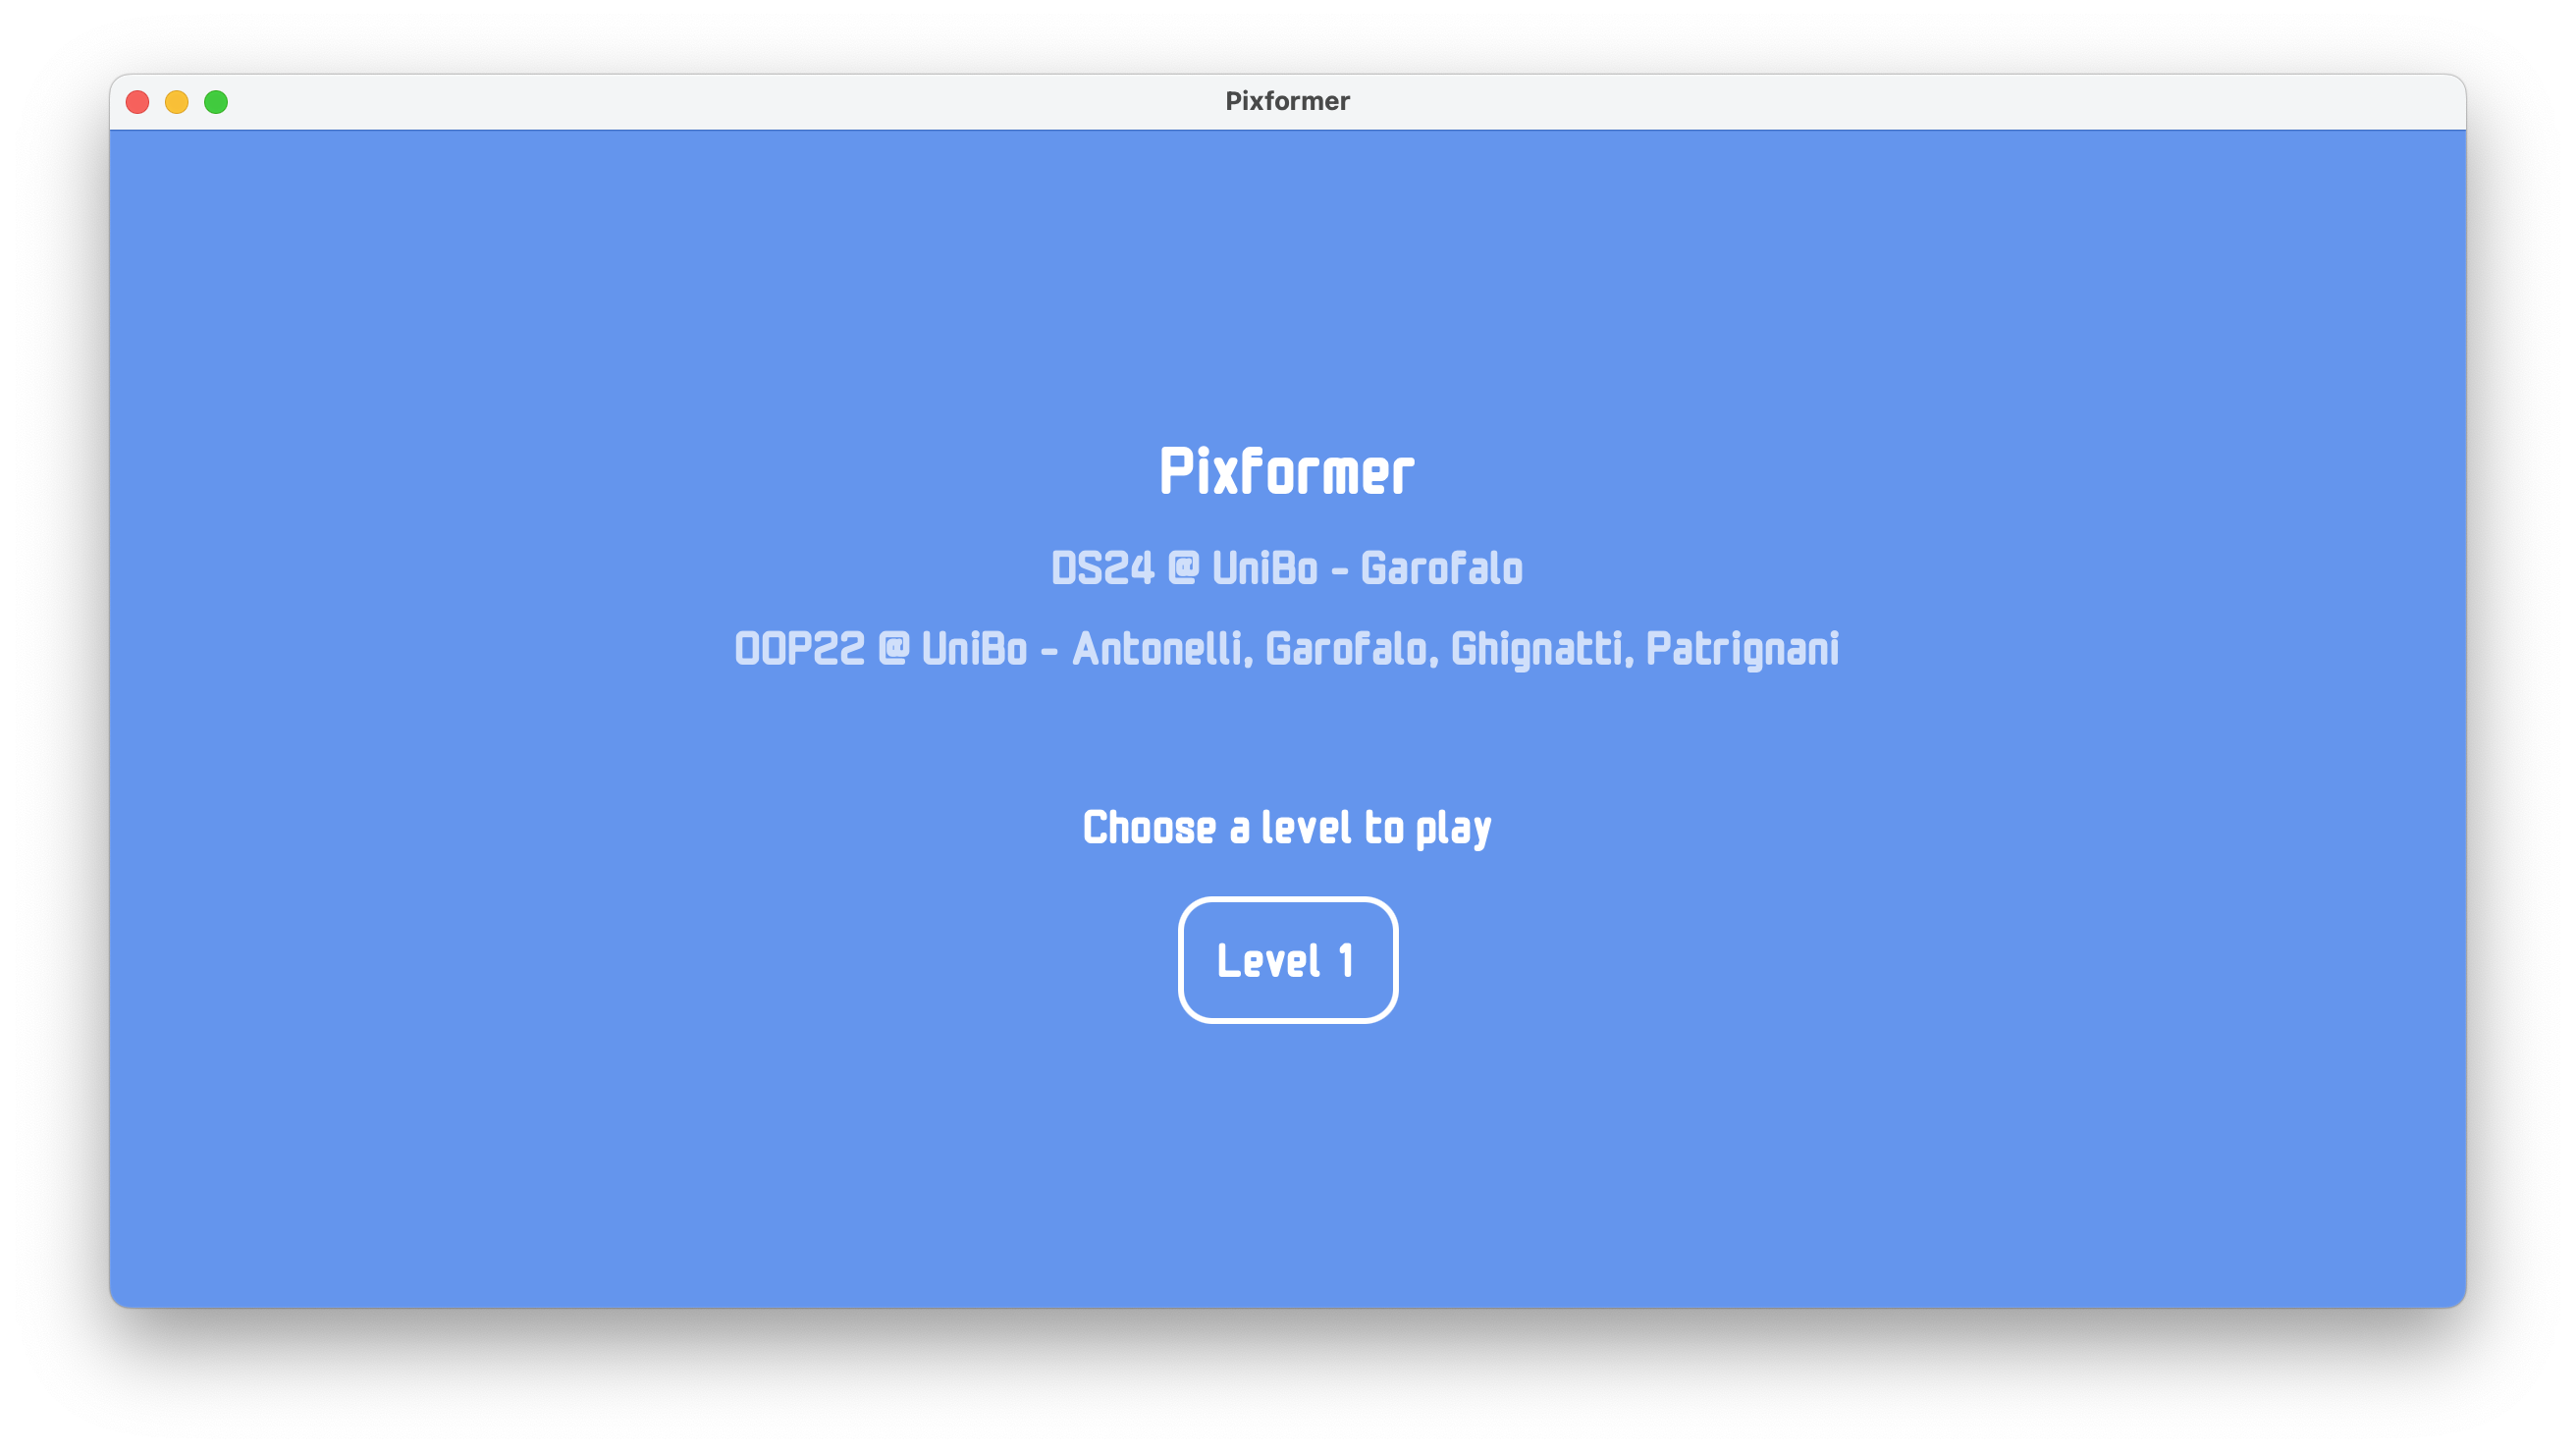 Pixformer
Pixformer
DS24 @ UniBo - Garofalo
OOP22 @ UniBo - Antonelli, Garofalo, Ghignatti, Patrignani
Choose a level to play
Level 1